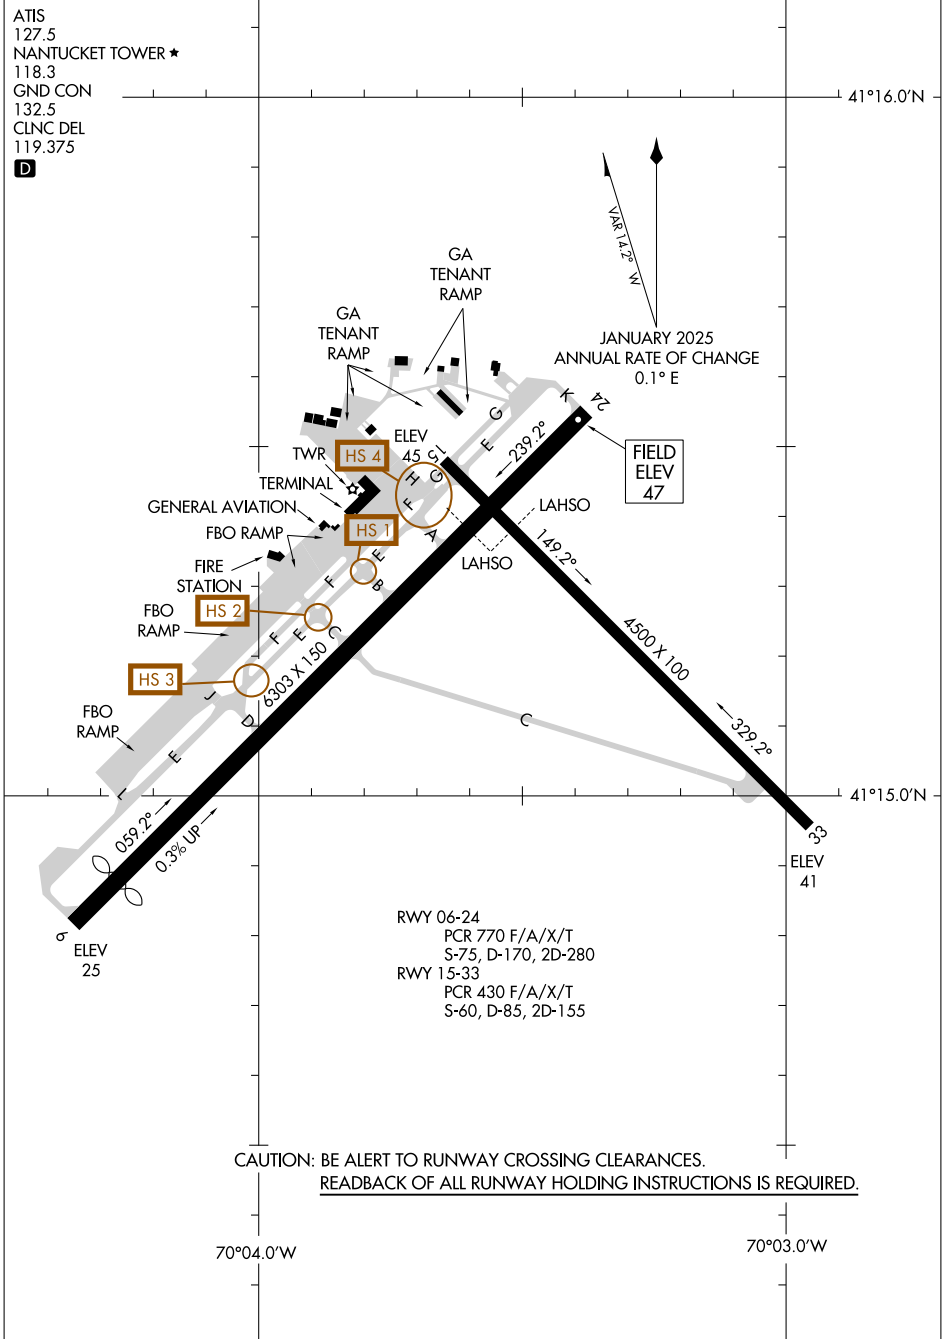 ATIS
127.5
NANTUCKET TOWER ★
118.3
GND CON
132.5
CLNC DEL
119.375
D
41°16.0'N
VAR 14.2° W
JANUARY 2025
ANNUAL RATE OF CHANGE
0.1° E
GA
TENANT
RAMP
GA
TENANT
RAMP
K
24
G
E
239.2°
FIELD
ELEV
47
ELEV
45
15
HS 4
TWR
H
G
F
TERMINAL
GENERAL AVIATION
LAHSO
LAHSO
FBO RAMP
HS 1
A
149.2°
E
B
F
FIRE
STATION
HS 2
FBO
RAMP
F
E
C
4500 X 100
HS 3
6303 X 150
J
D
FBO
RAMP
E
C
329.2°
L
41°15.0'N
059.2°
0.3% UP
33
ELEV
41
6
ELEV
25
RWY 06-24
PCR 770 F/A/X/T
S-75, D-170, 2D-280
RWY 15-33
PCR 430 F/A/X/T
S-60, D-85, 2D-155
CAUTION: BE ALERT TO RUNWAY CROSSING CLEARANCES.
READBACK OF ALL RUNWAY HOLDING INSTRUCTIONS IS REQUIRED.
70°04.0'W
70°03.0'W